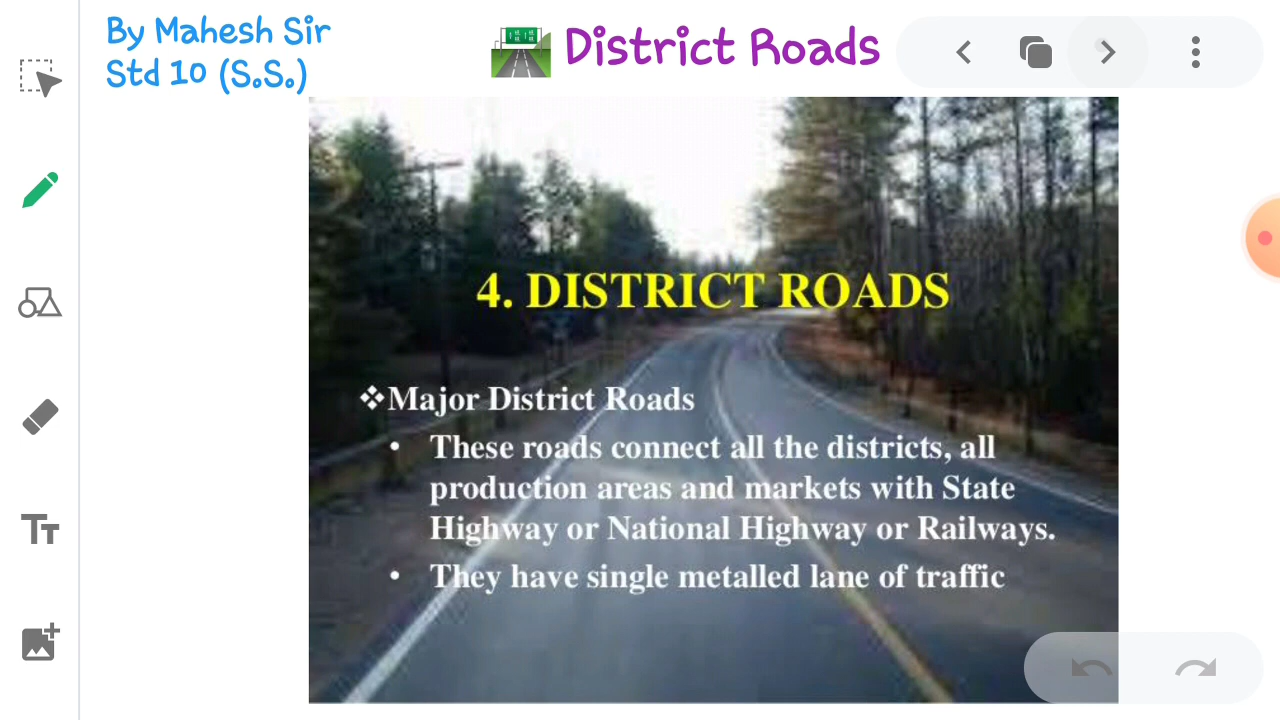 By Mahesh Sir
Std 10 (S.S.)
District Roads
4. DISTRICT ROADS
❖Major District Roads
• These roads connect all the districts, all
production areas and markets with State
Highway or National Highway or Railways.
• They have single metalled lane of traffic
TT